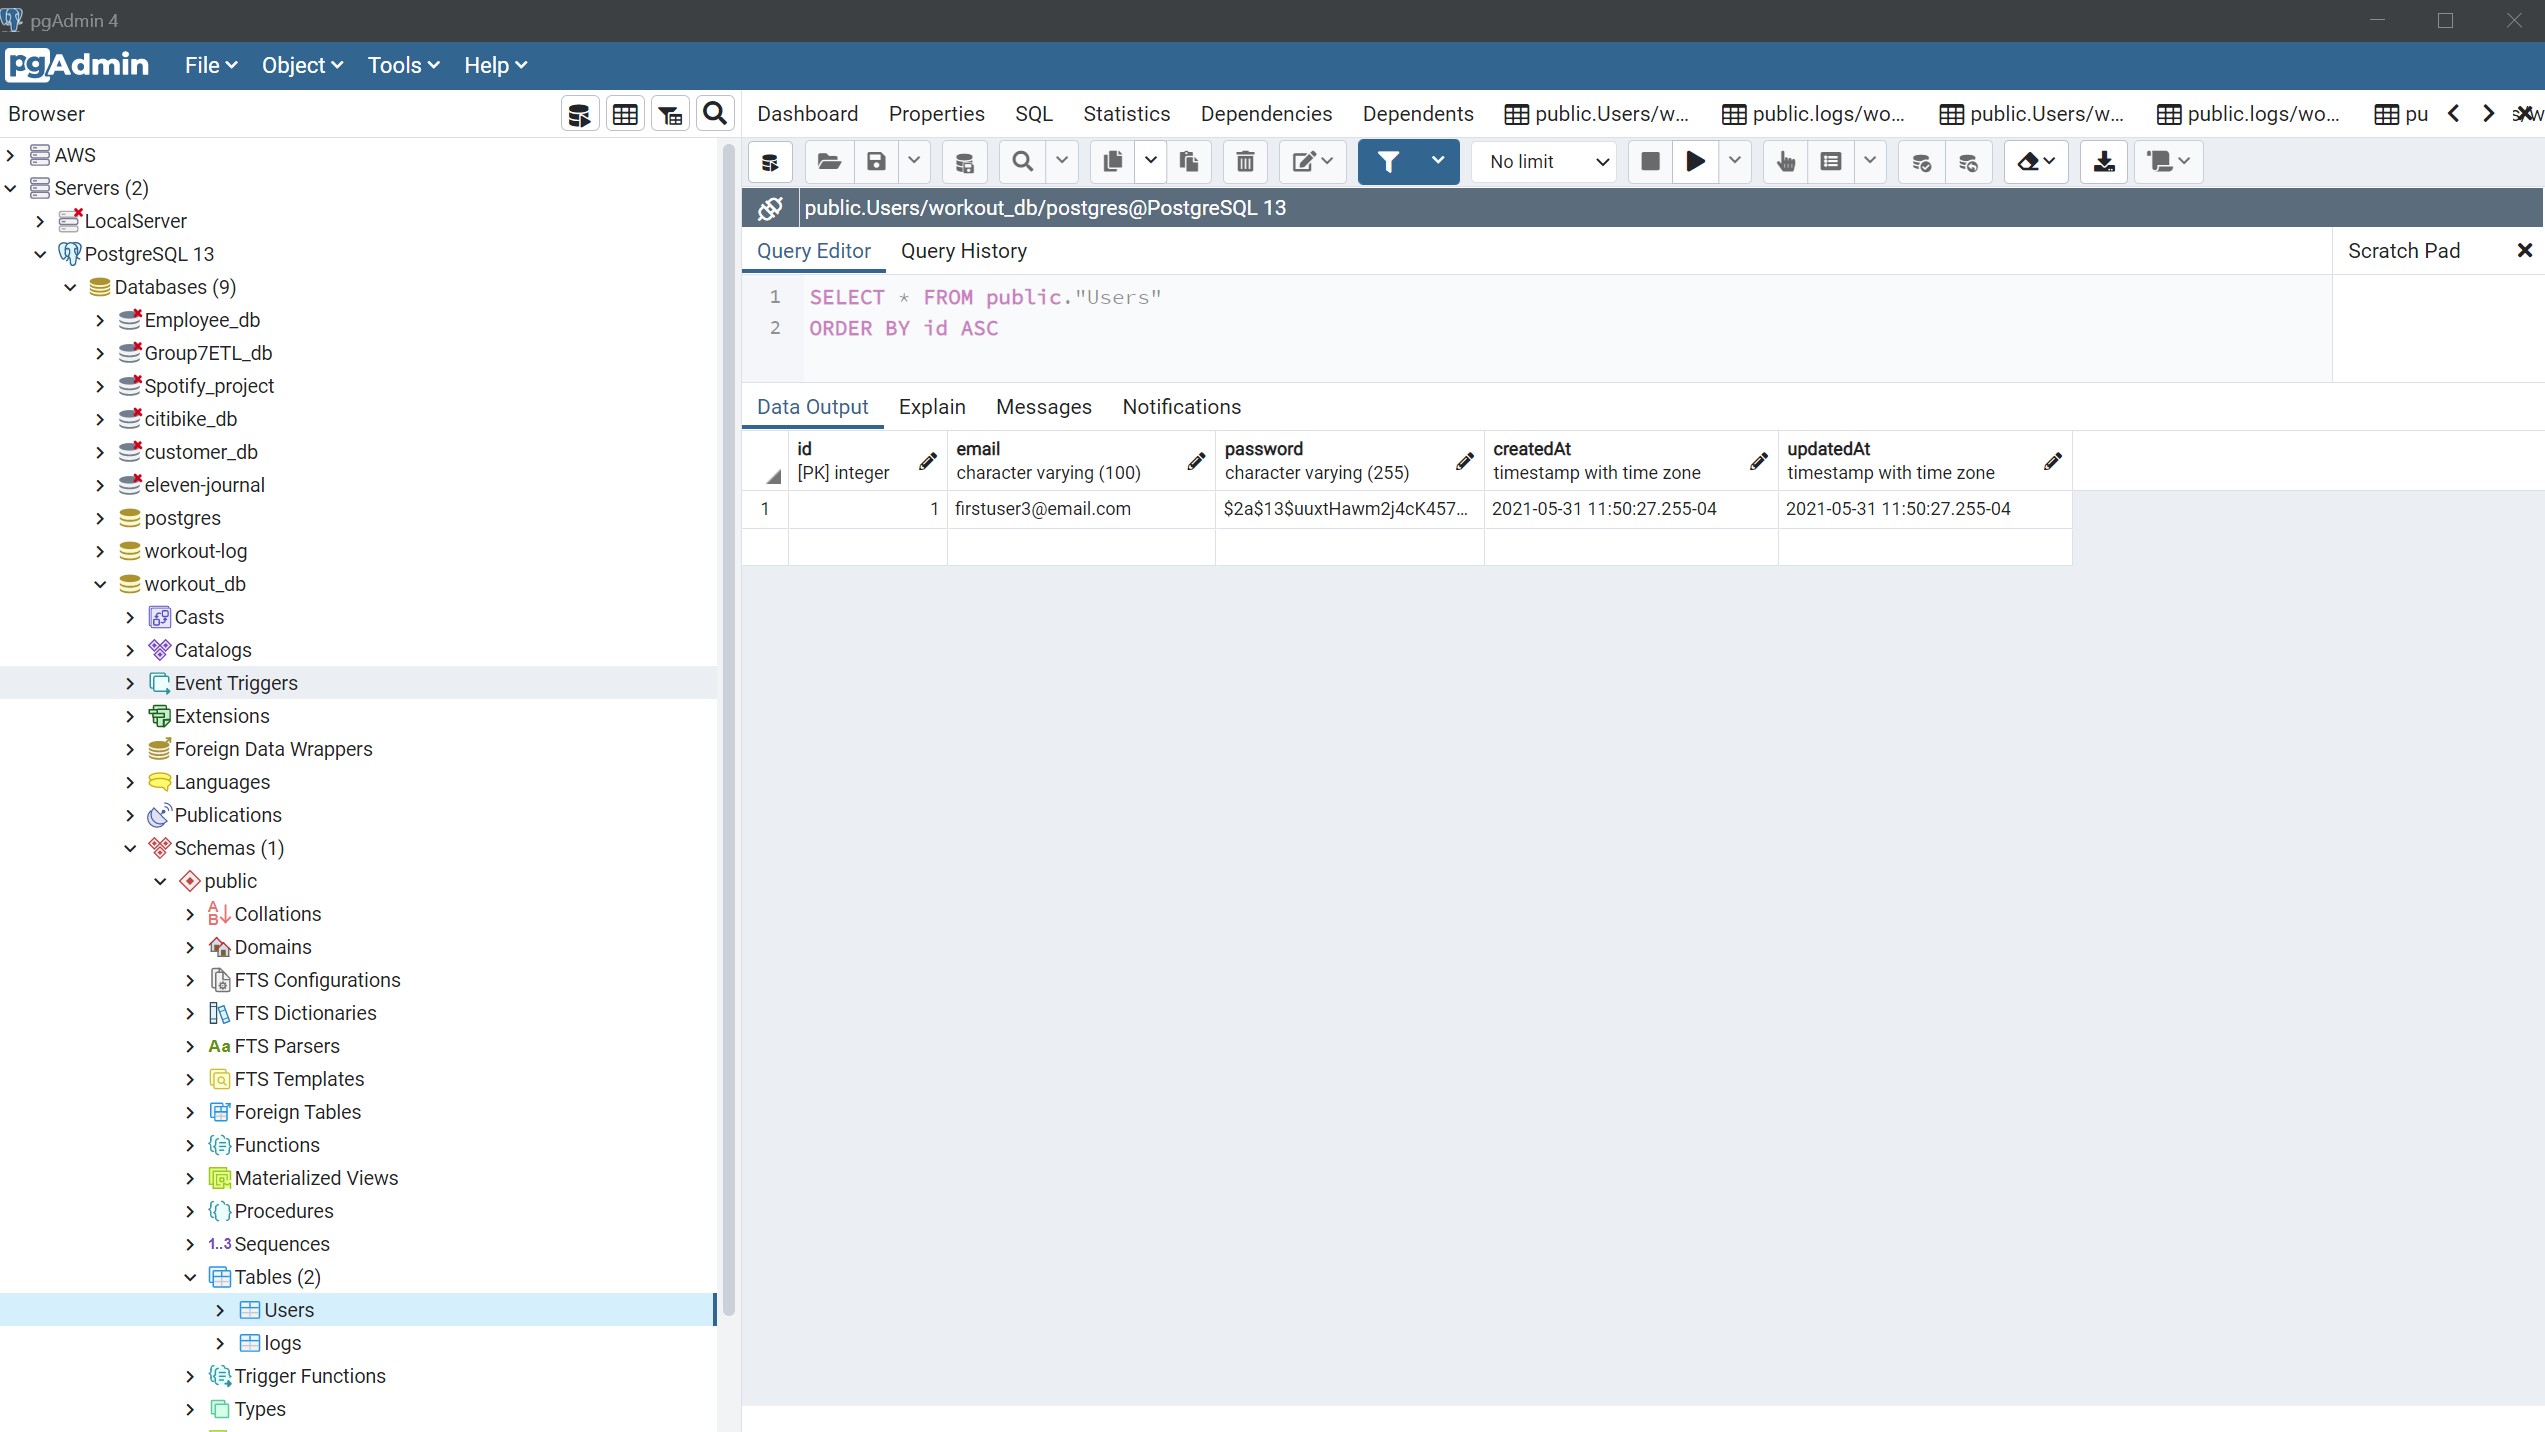 pgAdmin 4
pgAdmin File Object Tools Help
Browser
Dashboard Properties SQL Statistics Dependencies Dependents public.Users/w... public.logs/wo... public.Users/w... public.logs/wo... pu
AWS
Servers (2)
LocalServer
PostgreSQL 13
Databases (9)
Employee_db
Group7ETL_db
Spotify_project
citibike_db
customer_db
eleven-journal
postgres
workout-log
workout_db
Casts
Catalogs
Event Triggers
Extensions
Foreign Data Wrappers
Languages
Publications
Schemas (1)
public
Collations
Domains
FTS Configurations
FTS Dictionaries
Aa FTS Parsers
FTS Templates
Foreign Tables
Functions
Materialized Views
Procedures
1..3 Sequences
Tables (2)
Users
logs
Trigger Functions
Types
No limit
public.Users/workout_db/postgres@PostgreSQL 13
Query Editor Query History
Scratch Pad
1 SELECT * FROM public."Users"
2 ORDER BY id ASC
Data Output Explain Messages Notifications
id email password createdAt updatedAt
[PK] integer character varying (100) character varying (255) timestamp with time zone timestamp with time zone
1 1 firstuser3@email.com $2a$13$uuxtHawm2j4cK457... 2021-05-31 11:50:27.255-04 2021-05-31 11:50:27.255-04